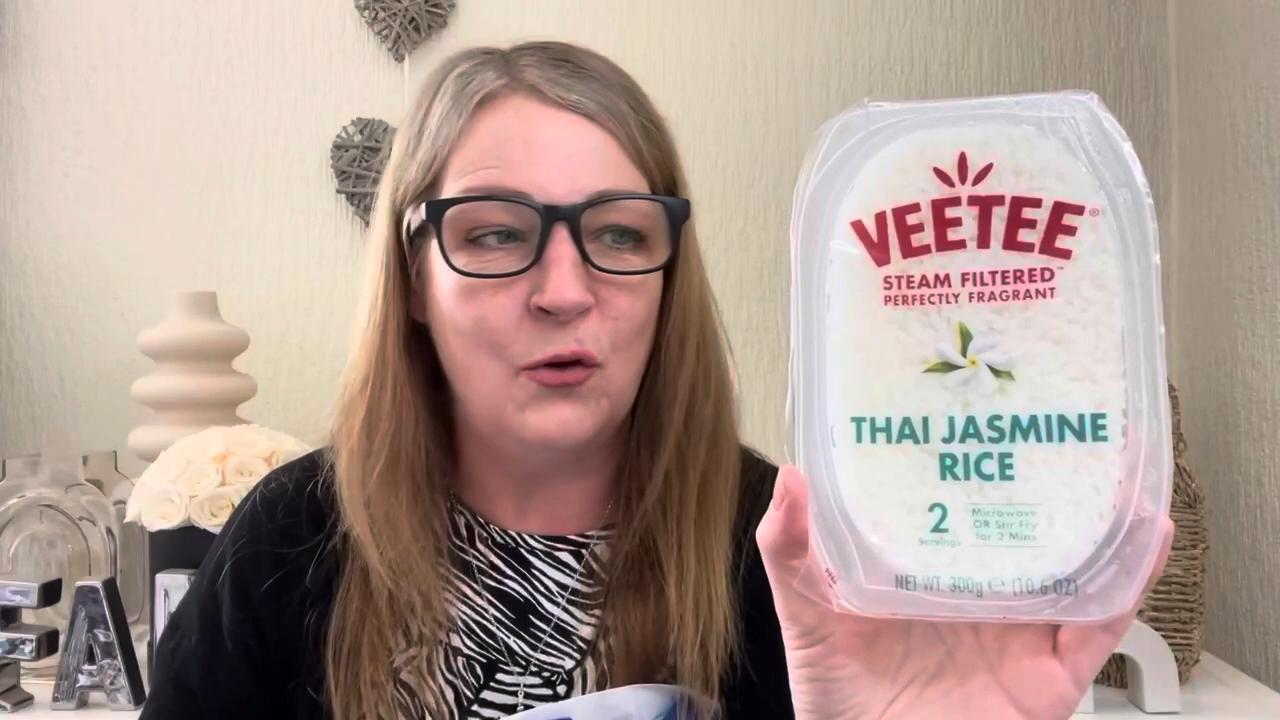 VEETEE®
STEAM FILTERED™
PERFECTLY FRAGRANT
THAI JASMINE
RICE
2
Servings
Microwave
OR Stir Fry
for 2 Mins
NET WT. 300g ℮ (10.6 OZ)
EA